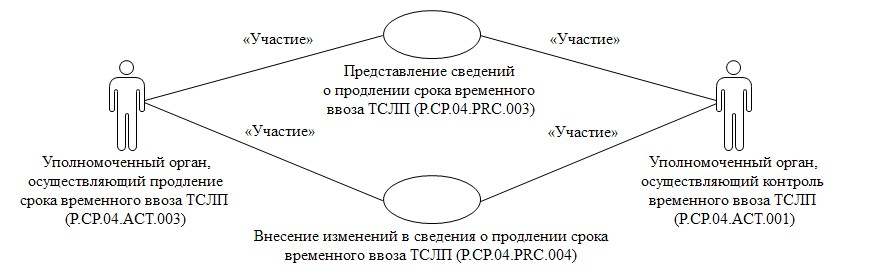 «Участие»
«Участие»
Представление сведений
о продлении срока временного
ввоза ТСЛП (P.CP.04.PRC.003)
«Участие»
«Участие»
Уполномоченный орган,
осуществляющий продление
срока временного ввоза ТСЛП
(P.CP.04.ACT.003)
Уполномоченный орган,
осуществляющий контроль
временного ввоза ТСЛП
(P.CP.04.ACT.001)
Внесение изменений в сведения о продлении срока
временного ввоза ТСЛП (P.CP.04.PRC.004)